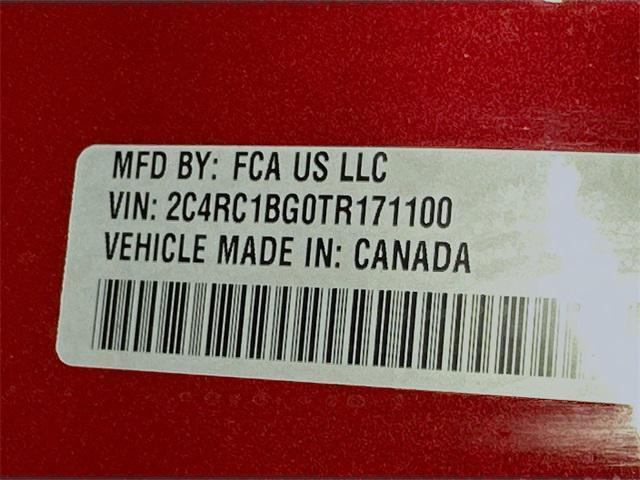 MFD BY: FCA US LLC
VIN: 2C4RC1BG0TR171100
VEHICLE MADE IN: CANADA